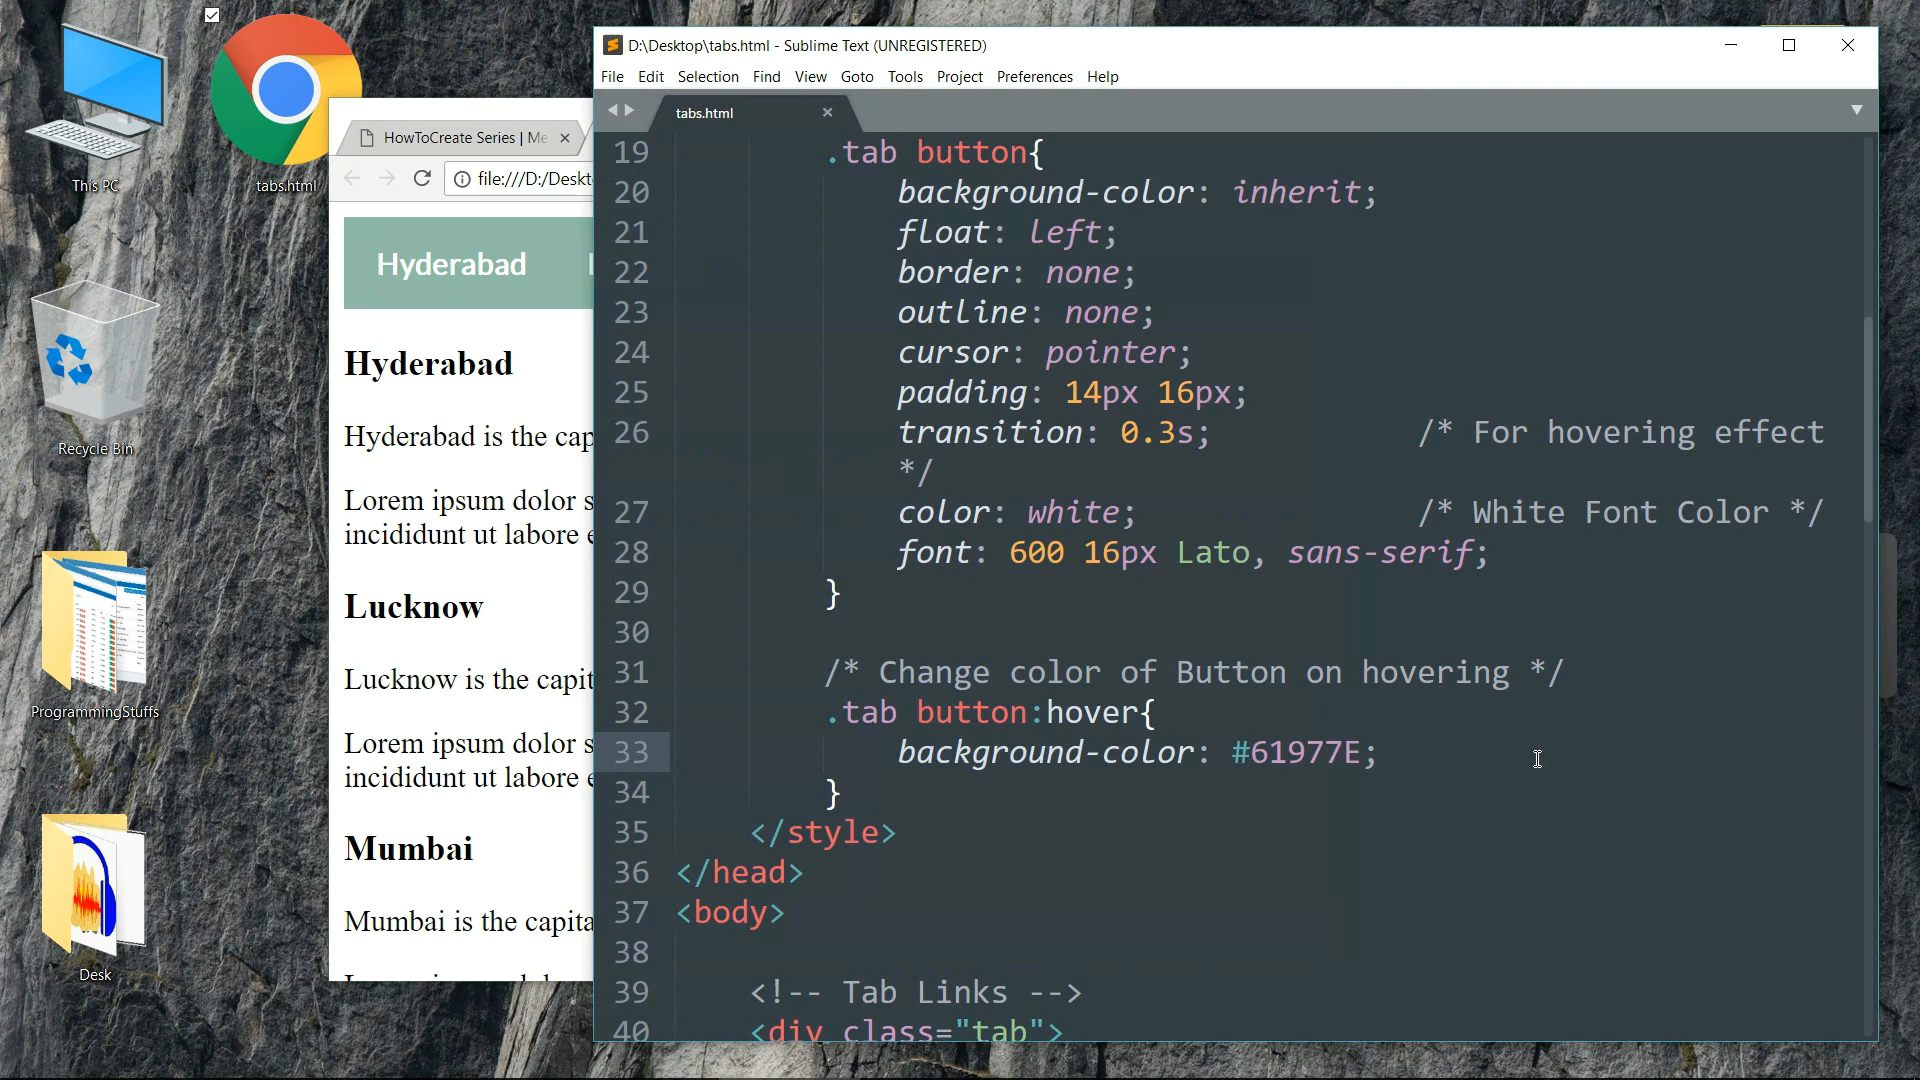 This PC
tabs.html
Recycle Bin
ProgrammingStuffs
Desk
HowToCreate Series | Me
file:///D:/Deskt
Hyderabad
Hyderabad
Hyderabad is the cap
Lorem ipsum dolor s
incididunt ut labore e
Lucknow
Lucknow is the capit
Lorem ipsum dolor s
incididunt ut labore e
Mumbai
Mumbai is the capita
D:\Desktop\tabs.html - Sublime Text (UNREGISTERED)
File Edit Selection Find View Goto Tools Project Preferences Help
tabs.html
19 .tab button{
20 background-color: inherit;
21 float: left;
22 border: none;
23 outline: none;
24 cursor: pointer;
25 padding: 14px 16px;
26 transition: 0.3s; /* For hovering effect
*/
27 color: white; /* White Font Color */
28 font: 600 16px Lato, sans-serif;
29 }
30
31 /* Change color of Button on hovering */
32 .tab button:hover{
33 background-color: #61977E;
34 }
35 </style>
36 </head>
37 <body>
38
39 <!-- Tab Links -->
40 <div class="tab">